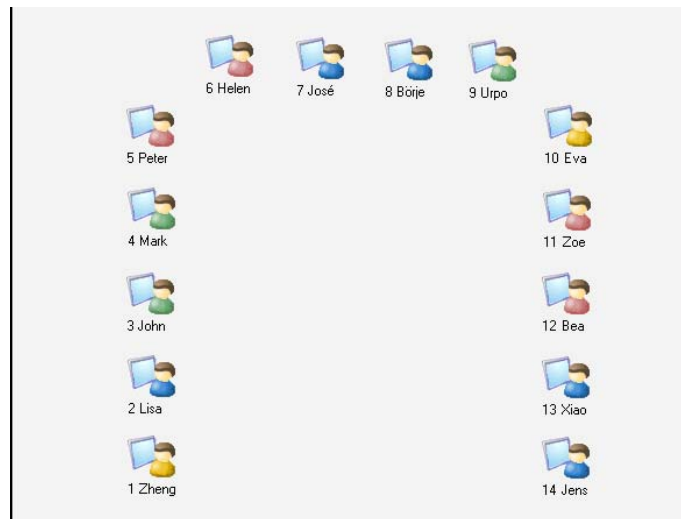 6 Helen
7 José
8 Börje
9 Urpo
5 Peter
10 Eva
4 Mark
11 Zoe
3 John
12 Bea
2 Lisa
13 Xiao
1 Zheng
14 Jens